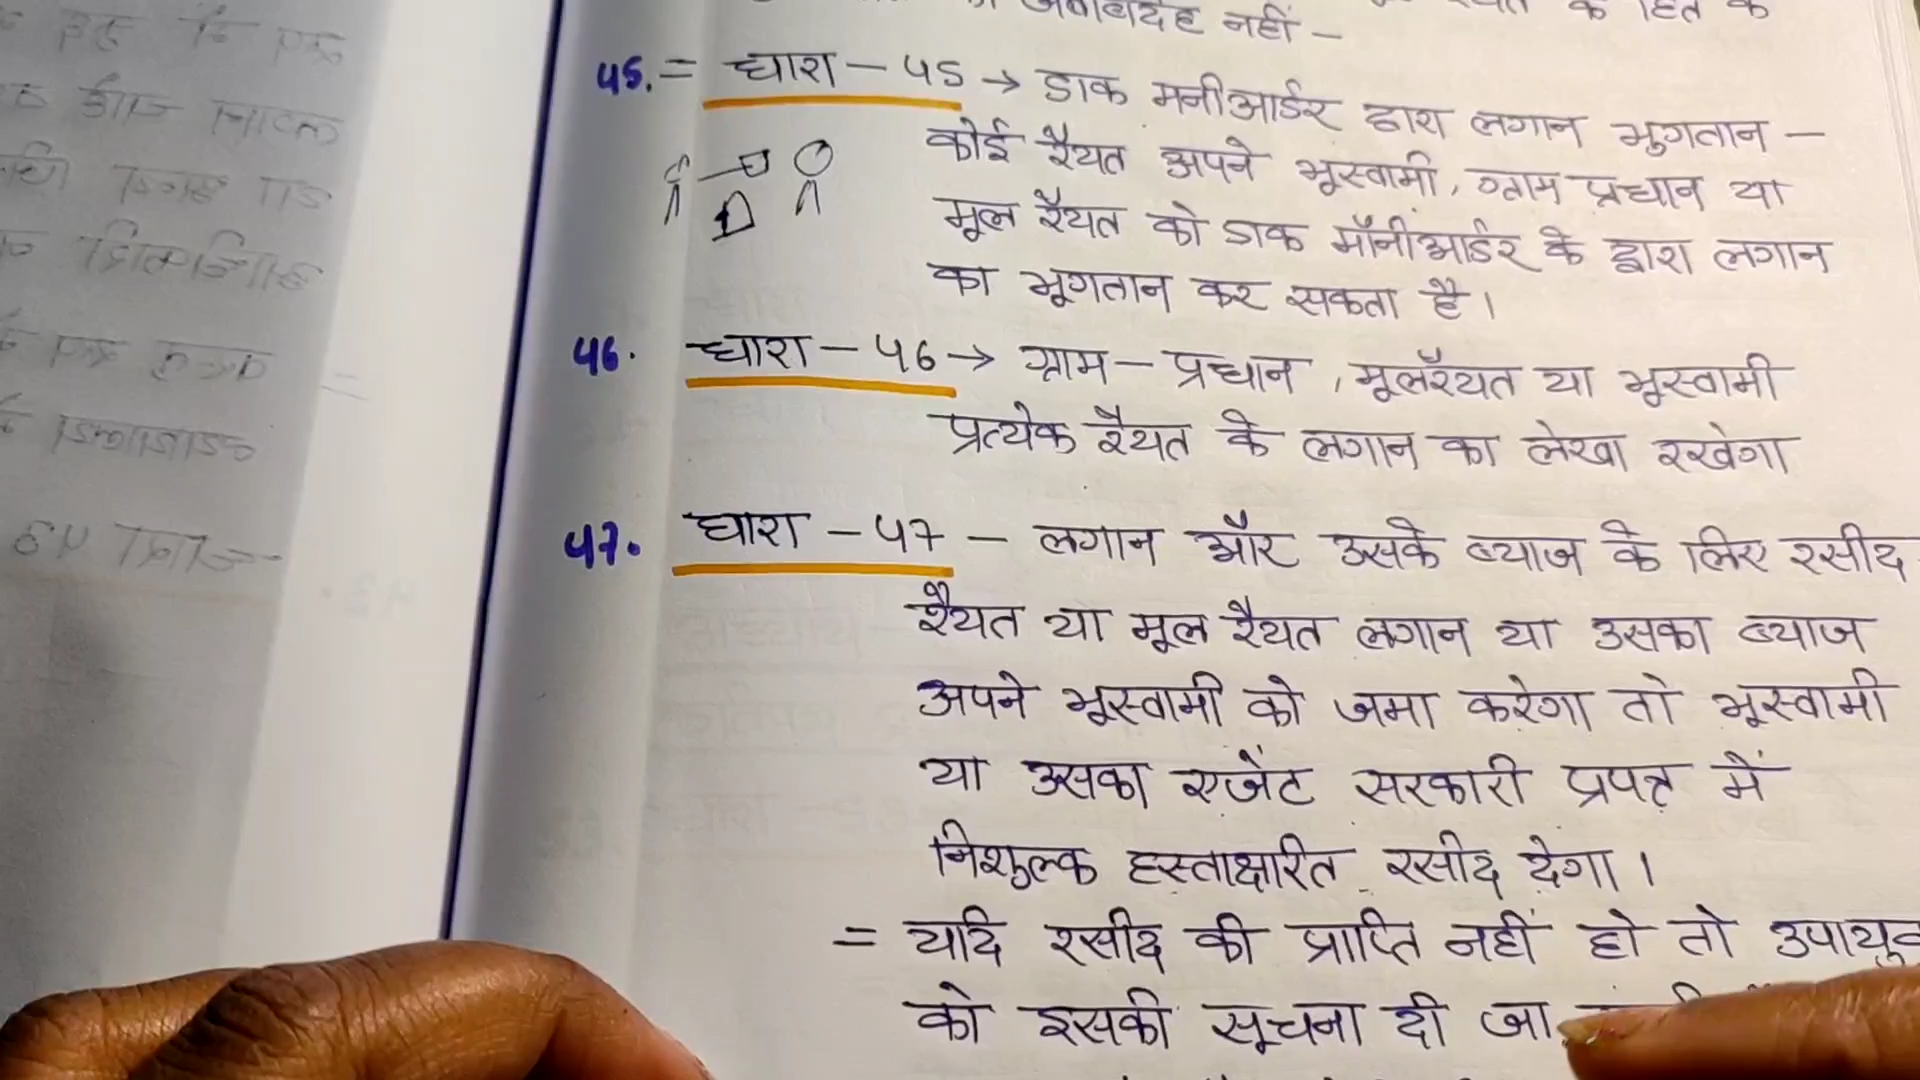 जवाबदेह नहीं –
45. = धारा – 45 → डाक मनीआर्डर द्वारा लगान भुगतान –
कोई रैयत अपने भूस्वामी, ग्राम प्रधान या
मूल रैयत को डाक मॉनीआर्डर के द्वारा लगान
का भूगतान कर सकता है।
46. धारा – 46 → ग्राम – प्रधान, मूलरैयत या भूस्वामी
प्रत्येक रैयत के लगान का लेखा रखेगा
47. धारा – 47 – लगान और उसके ब्याज के लिए रसीद
रैयत या मूल रैयत लगान या उसका ब्याज
अपने भूस्वामी को जमा करेगा तो भूस्वामी
या उसका एजेंट सरकारी प्रपत्र में
निशुल्क हस्ताक्षरित रसीद देगा।
= यदि रसीद की प्राप्ति नहीं हो तो
को इसकी सूचना दी जा